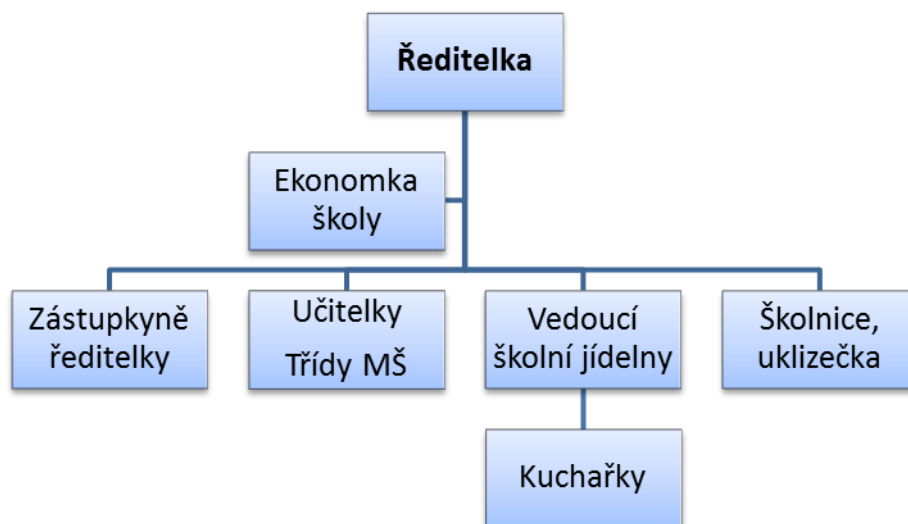 Ředitelka
Ekonomka
školy
Zástupkyně
ředitelky
Učitelky
Třídy MŠ
Vedoucí
školní jídelny
Školnice,
uklizečka
Kuchařky